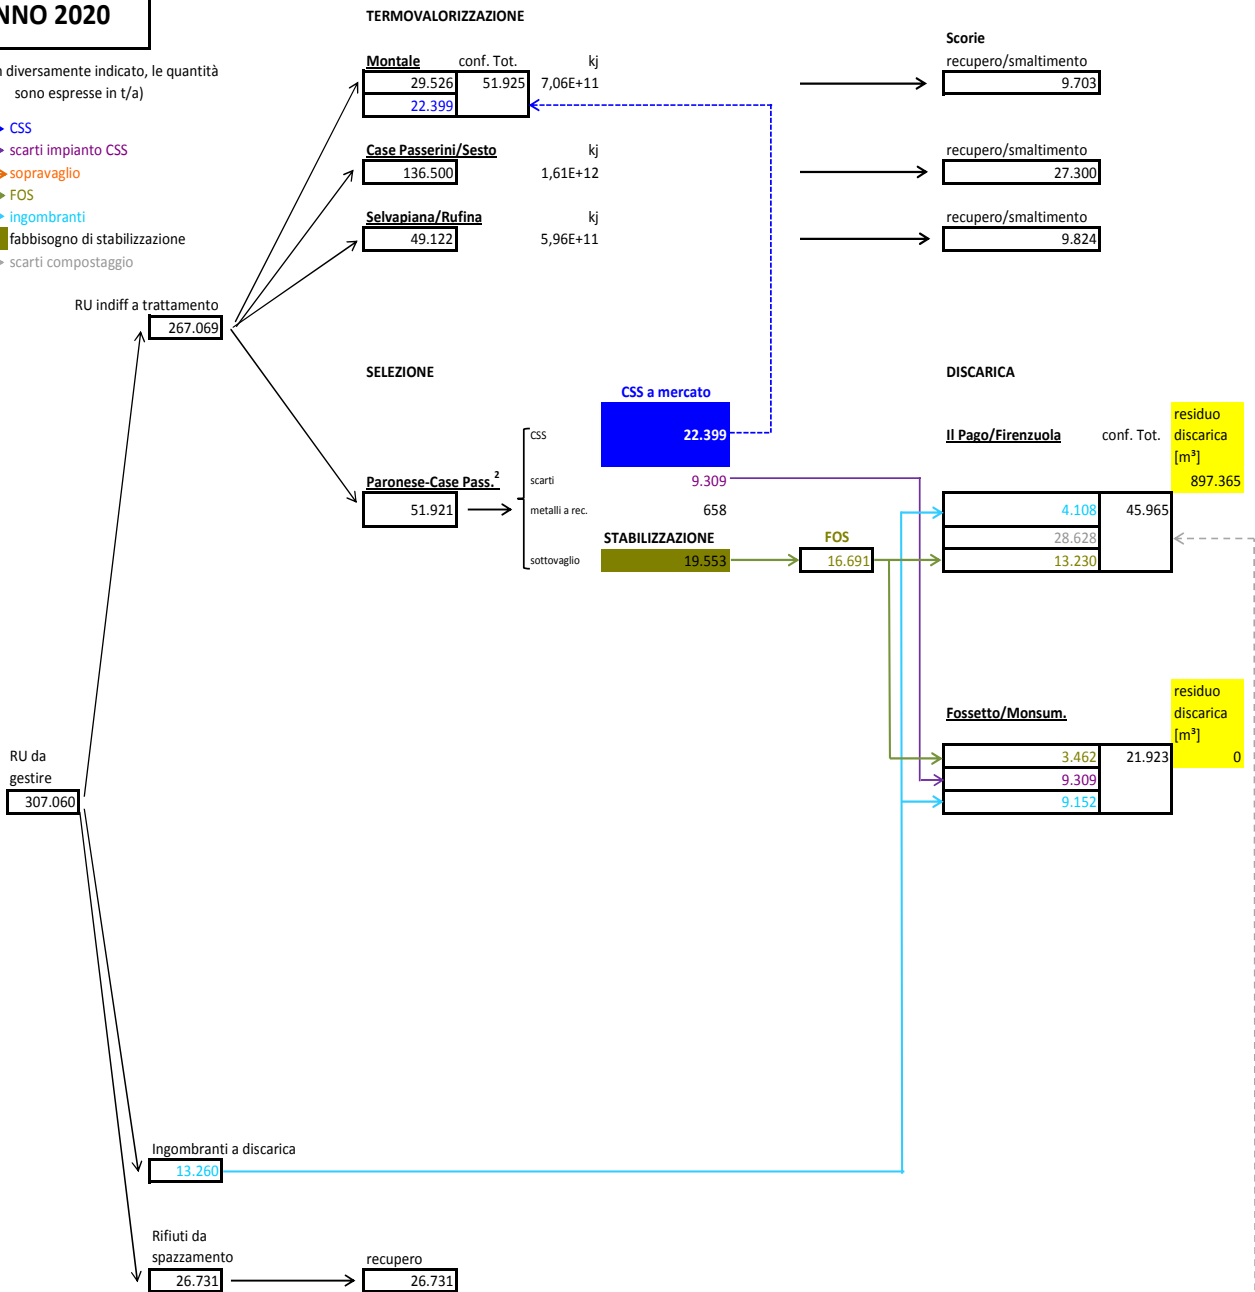 NNO 2020
n diversamente indicato, le quantità
sono espresse in t/a)
CSS
scarti impianto CSS
sopravaglio
FOS
ingombranti
fabbisogno di stabilizzazione
scarti compostaggio
TERMOVALORIZZAZIONE
Scorie
Montale conf. Tot. kj recupero/smaltimento
29.526 51.925 7,06E+11 9.703
22.399
Case Passerini/Sesto kj recupero/smaltimento
136.500 1,61E+12 27.300
Selvapiana/Rufina kj recupero/smaltimento
49.122 5,96E+11 9.824
RU indiff a trattamento
267.069
SELEZIONE DISCARICA
CSS a mercato
CSS 22.399
Il Pago/Firenzuola conf. Tot.
residuo
discarica
[m³]
897.365
Paronese-Case Pass.²
scarti 9.309
51.921 metalli a rec. 658
STABILIZZAZIONE FOS
sottovaglio 19.553 16.691
4.108 45.965
28.628
13.230
Fossetto/Monsum.
residuo
discarica
[m³]
0
3.462 21.923
9.309
9.152
RU da
gestire
307.060
Ingombranti a discarica
13.260
Rifiuti da
spazzamento recupero
26.731 26.731